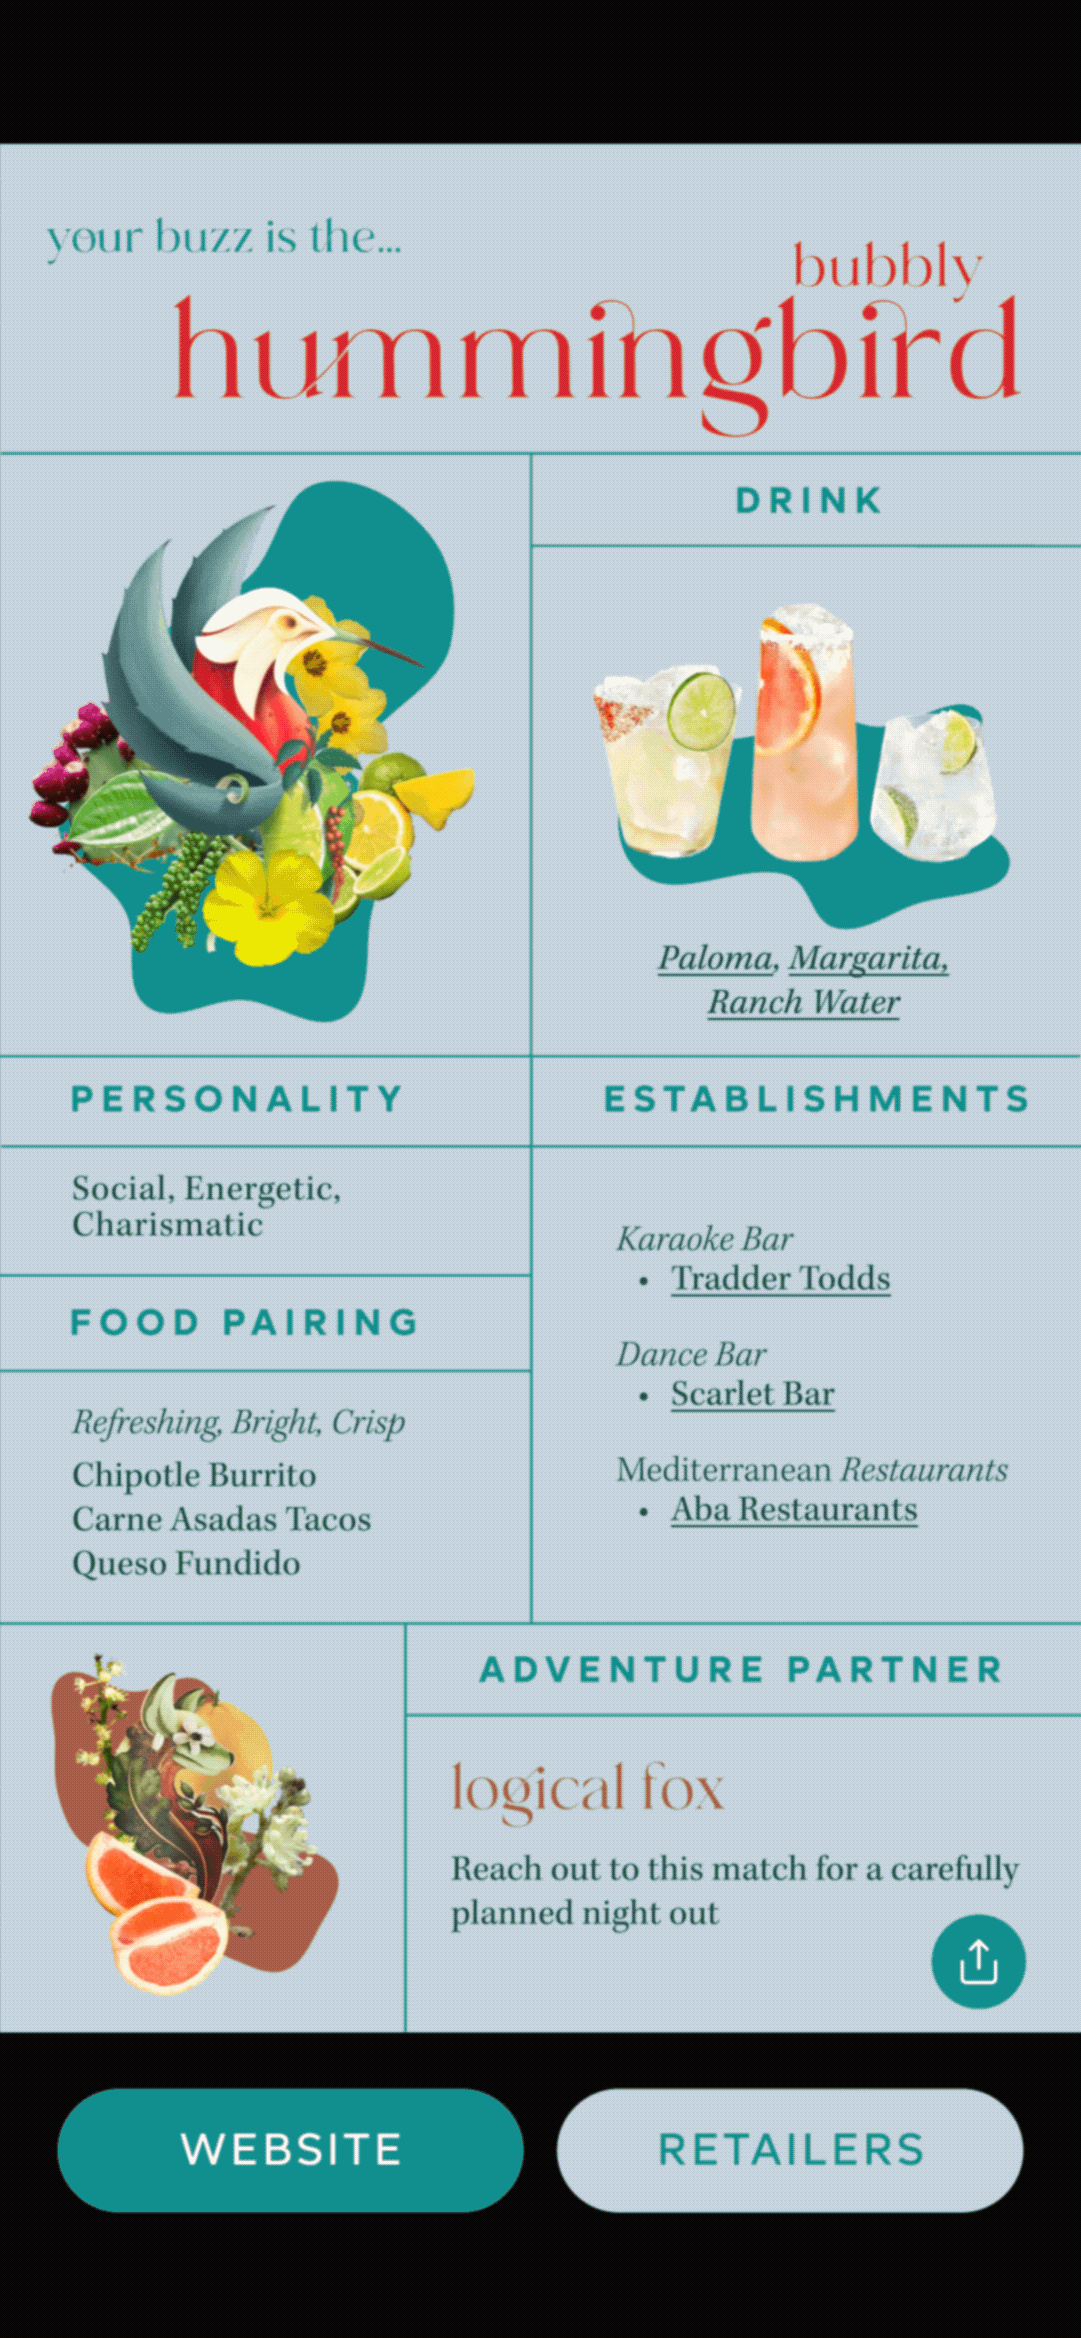 your buzz is the...
bubbly
hummingbird
DRINK
Paloma, Margarita,
Ranch Water
PERSONALITY
Social, Energetic,
Charismatic
FOOD PAIRING
Refreshing, Bright, Crisp
Chipotle Burrito
Carne Asadas Tacos
Queso Fundido
ESTABLISHMENTS
Karaoke Bar
• Tradder Todds
Dance Bar
• Scarlet Bar
Mediterranean Restaurants
• Aba Restaurants
ADVENTURE PARTNER
logical fox
Reach out to this match for a carefully
planned night out
WEBSITE
RETAILERS